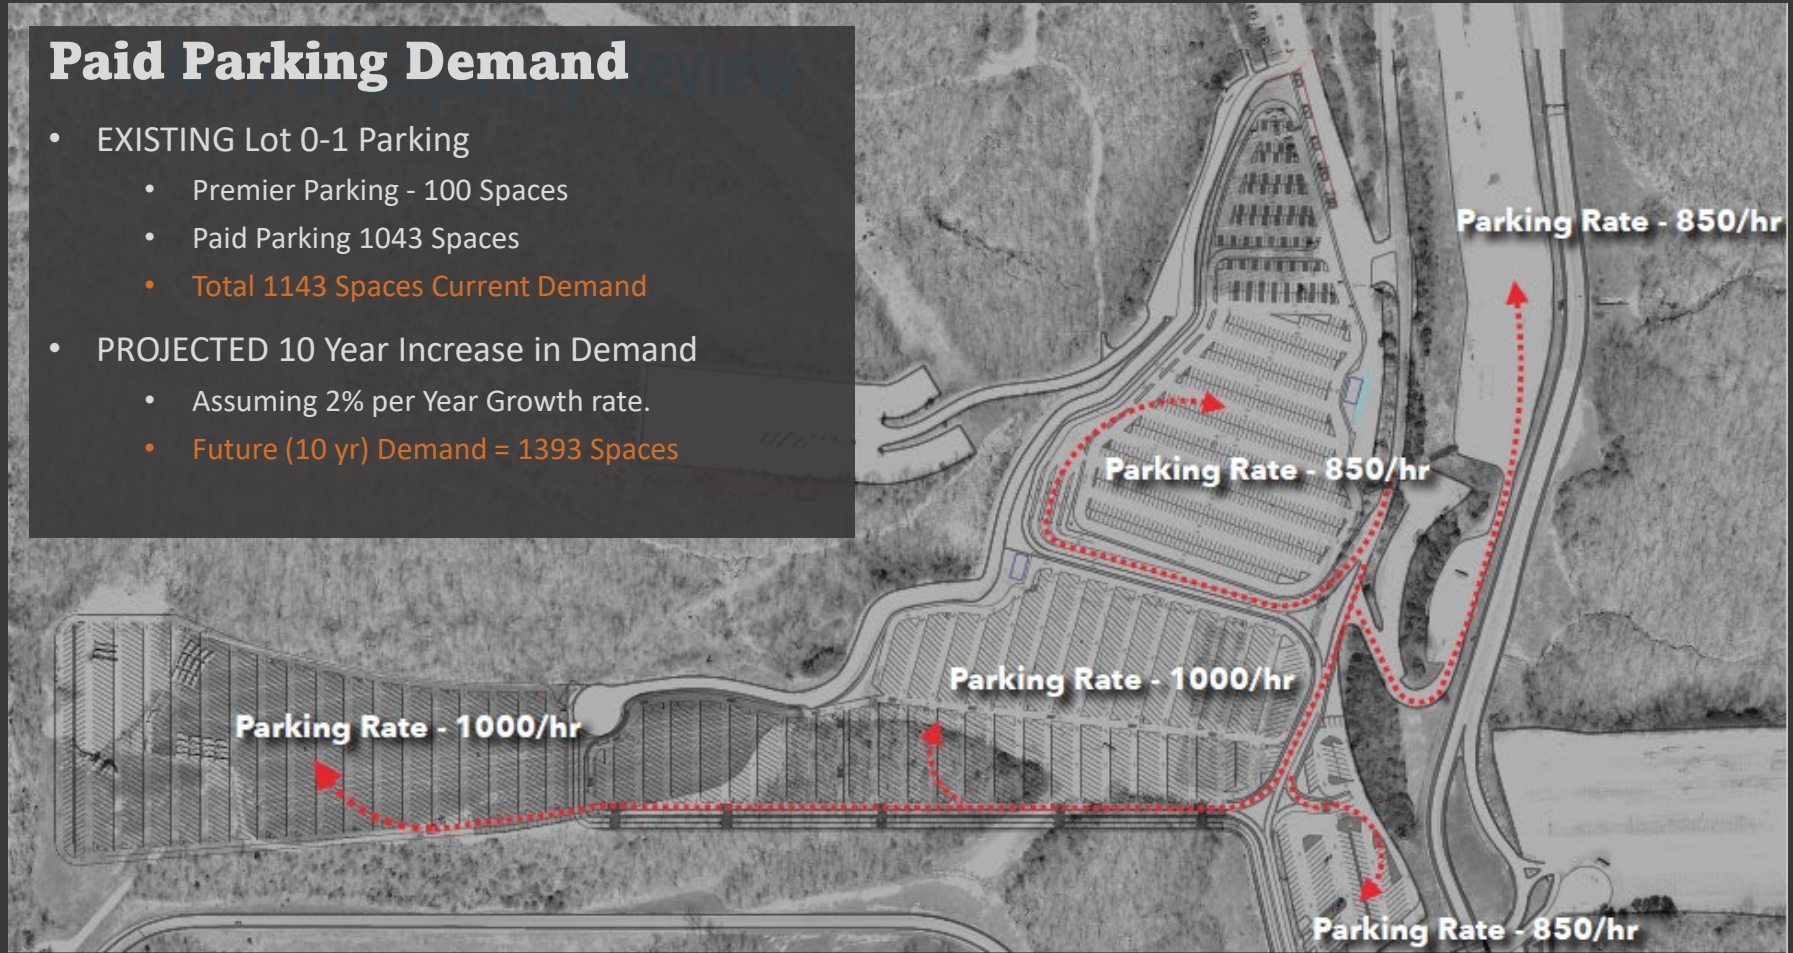 Paid Parking Demand
Arrival Capacity Review
• EXISTING Lot 0-1 Parking
• Premier Parking - 100 Spaces
• Paid Parking 1043 Spaces
• Total 1143 Spaces Current Demand
• PROJECTED 10 Year Increase in Demand
• Assuming 2% per Year Growth rate.
• Future (10 yr) Demand = 1393 Spaces
Parking Rate - 850/hr
Parking Rate - 850/hr
Parking Rate - 1000/hr
Parking Rate - 1000/hr
Parking Rate - 850/hr